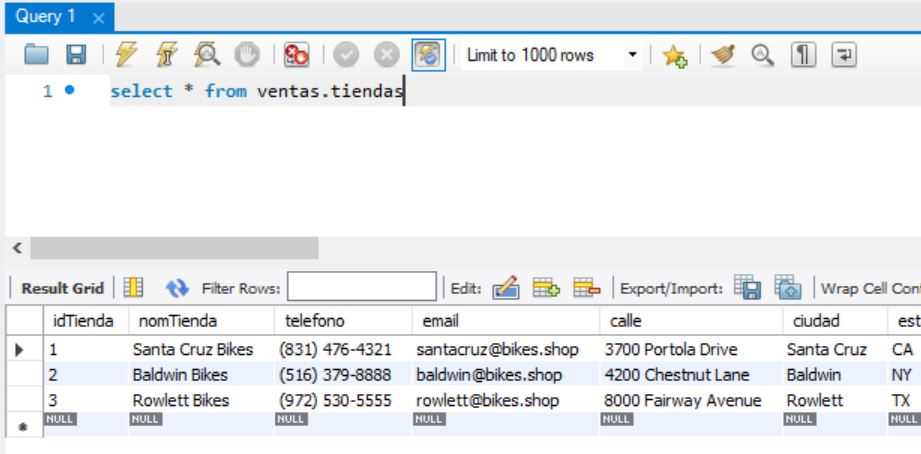 Query 1
Limit to 1000 rows
1 select * from ventas.tiendas
Result Grid Filter Rows: Edit: Export/Import: Wrap Cell Cont
idTienda nomTienda telefono email calle ciudad est
1 Santa Cruz Bikes (831) 476-4321 santacruz@bikes.shop 3700 Portola Drive Santa Cruz CA
2 Baldwin Bikes (516) 379-8888 baldwin@bikes.shop 4200 Chestnut Lane Baldwin NY
3 Rowlett Bikes (972) 530-5555 rowlett@bikes.shop 8000 Fairway Avenue Rowlett TX
NULL NULL NULL NULL NULL NULL NULL